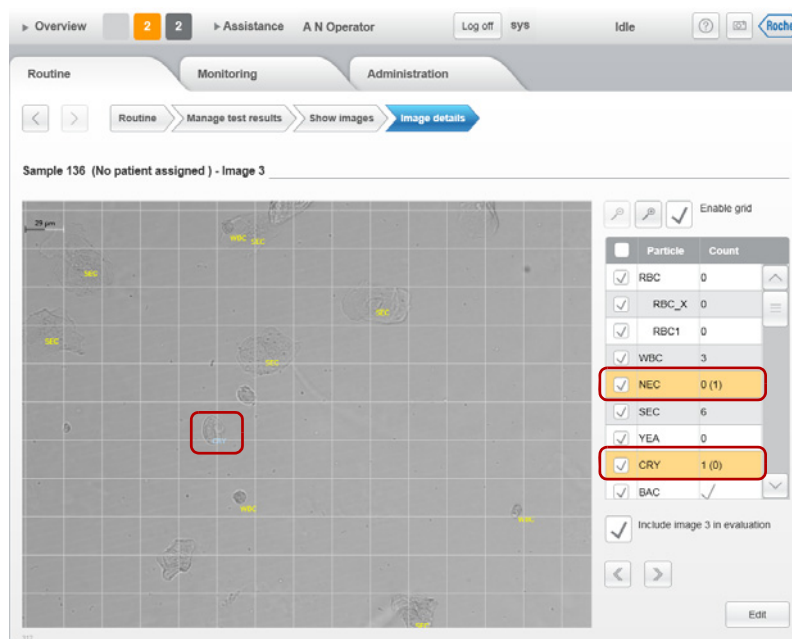 Overview 2 2 Assistance A N Operator Log off sys Idle
Routine Monitoring Administration
Routine Manage test results Show images Image details
Sample 136 (No patient assigned ) - Image 3
Enable grid
29 µm
WBC SEC
SEC
SEC
SEC
SEC
CRY
WBC
SEC
Particle Count
RBC 0
RBC_X 0
RBC1 0
WBC 3
NEC 0 (1)
SEC 6
YEA 0
CRY 1 (0)
BAC
Include image 3 in evaluation
Edit